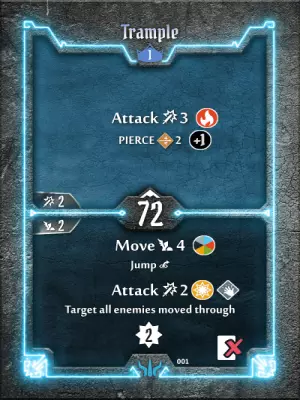 Trample
1
Attack 3
PIERCE 2 +1
2
72
2
Move 4
Jump
Attack 2
Target all enemies moved through
2
001